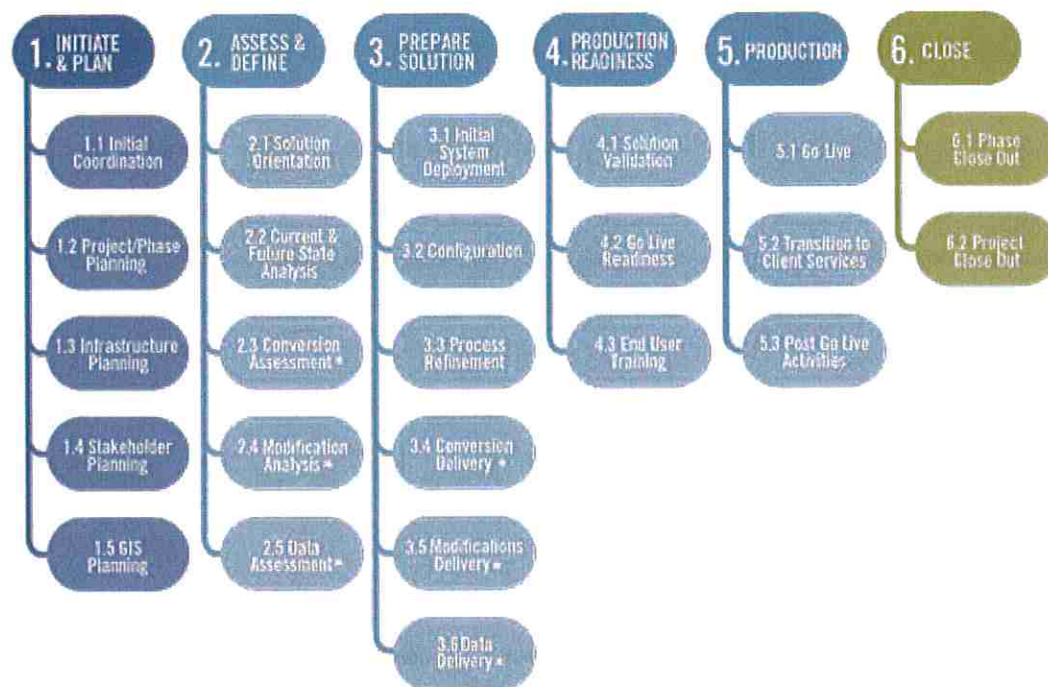 1. INITIATE
& PLAN
1.1 Initial
Coordination
1.2 Project/Phase
Planning
1.3 Infrastructure
Planning
1.4 Stakeholder
Planning
1.5 GIS
Planning
2. ASSESS &
DEFINE
2.1 Solution
Orientation
2.2 Current &
Future State
Analysis
2.3 Conversion
Assessment *
2.4 Modification
Analysis *
2.5 Data
Assessment *
3. PREPARE
SOLUTION
3.1 Initial
System
Deployment
3.2 Configuration
3.3 Process
Refinement
3.4 Conversion
Delivery *
3.5 Modifications
Delivery *
3.6 Data
Delivery *
4. PRODUCTION
READINESS
4.1 Solution
Validation
4.2 Go Live
Readiness
4.3 End User
Training
5. PRODUCTION
5.1 Go Live
5.2 Transition to
Client Services
5.3 Post Go Live
Activities
6. CLOSE
6.1 Phase
Close Out
6.2 Project
Close Out